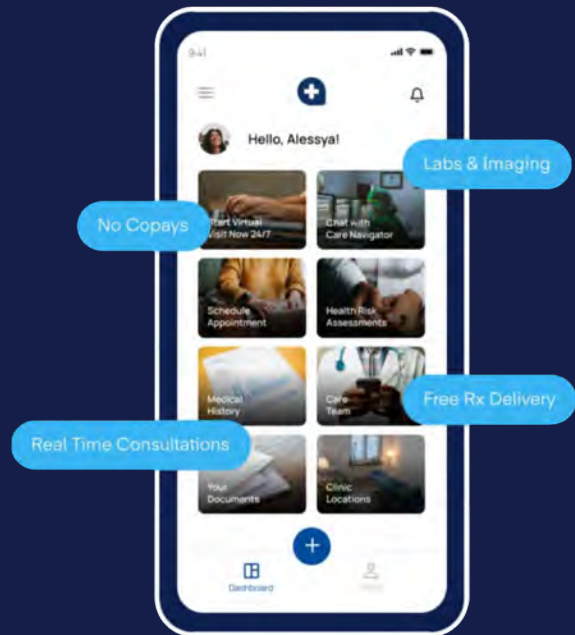 9:41
Hello, Alessya!
Labs & Imaging
No Copays
Start Virtual
Visit Now 24/7
Chat with
Care Navigator
Schedule
Appointment
Health Risk
Assessments
Medical
History
Care
Team
Free Rx Delivery
Real Time Consultations
Your
Documents
Clinic
Locations
Dashboard